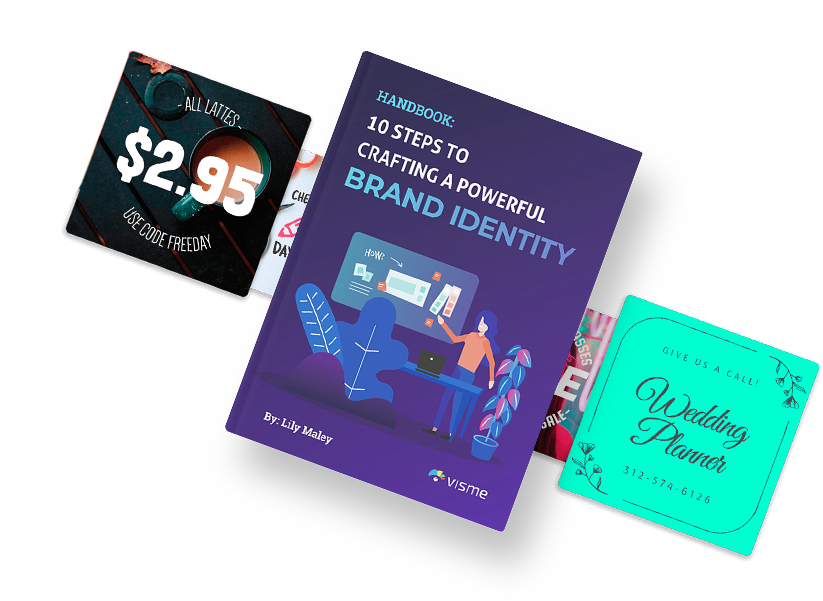 ALL LATTES
$2.95
USE CODE FREEDAY
DAY
HANDBOOK:
10 STEPS TO
CRAFTING A POWERFUL
BRAND IDENTITY
HOW?
By: Lily Maley
visme
GIVE US A CALL!
Wedding
Planner
312-574-6126